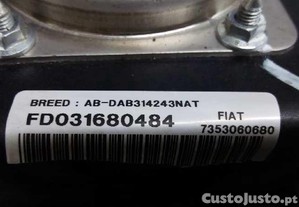 BREED : AB-DAB314243NAT
FD031680484
FIAT
7353060680
CustoJusto.pt